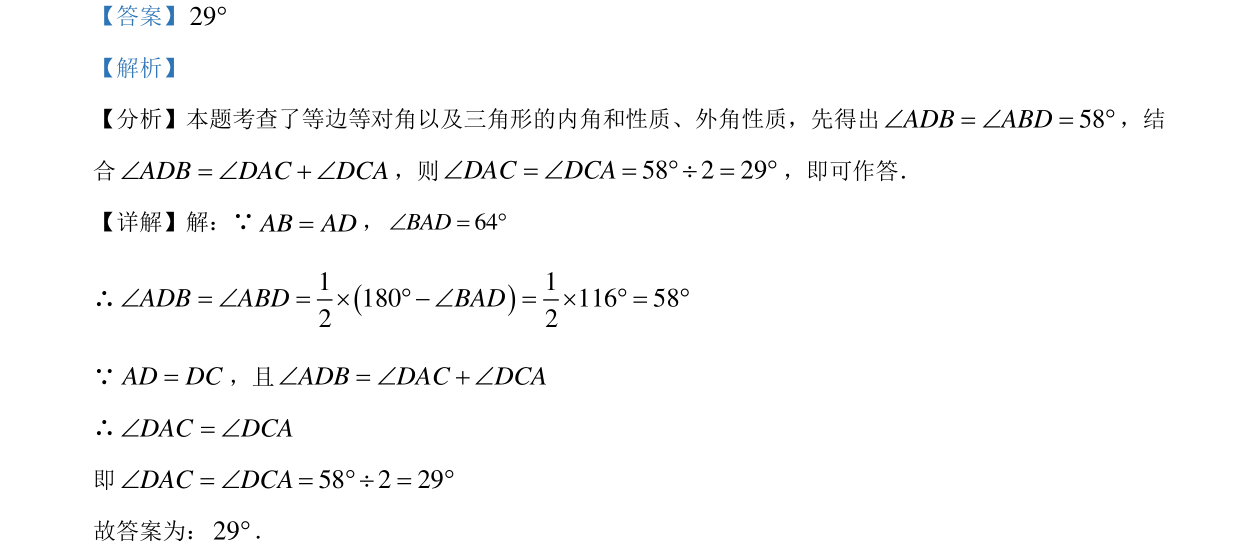 【答案】29°
【解析】
【分析】本题考查了等边等对角以及三角形的内角和性质、外角性质，先得出∠ADB = ∠ABD = 58°，结
合∠ADB = ∠DAC + ∠DCA，则∠DAC = ∠DCA = 58° ÷ 2 = 29°，即可作答．
【详解】解：∵ AB = AD，∠BAD = 64°
∴ ∠ADB = ∠ABD = 1/2 × (180° − ∠BAD) = 1/2 × 116° = 58°
∵ AD = DC，且∠ADB = ∠DAC + ∠DCA
∴ ∠DAC = ∠DCA
即∠DAC = ∠DCA = 58° ÷ 2 = 29°
故答案为：29°．